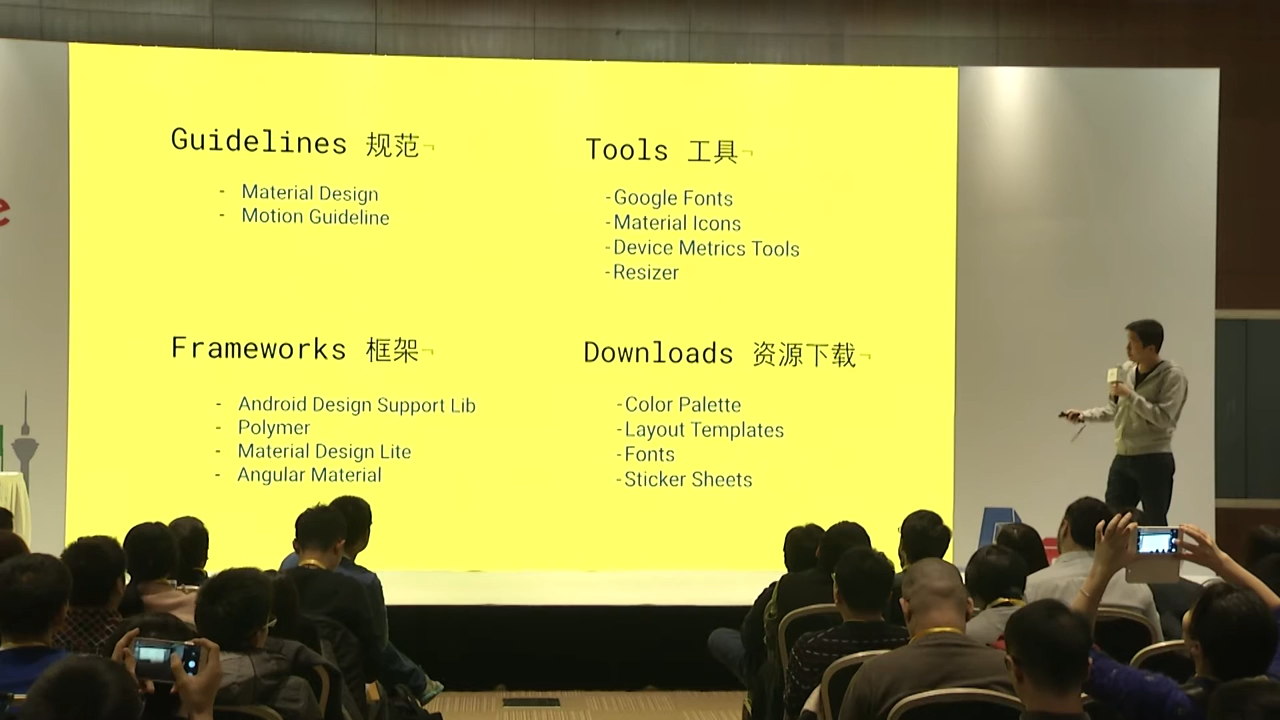 Guidelines 规范¬
- Material Design
- Motion Guideline
Tools 工具¬
-Google Fonts
-Material Icons
-Device Metrics Tools
-Resizer
Frameworks 框架¬
- Android Design Support Lib
- Polymer
- Material Design Lite
- Angular Material
Downloads 资源下载¬
-Color Palette
-Layout Templates
-Fonts
-Sticker Sheets
e